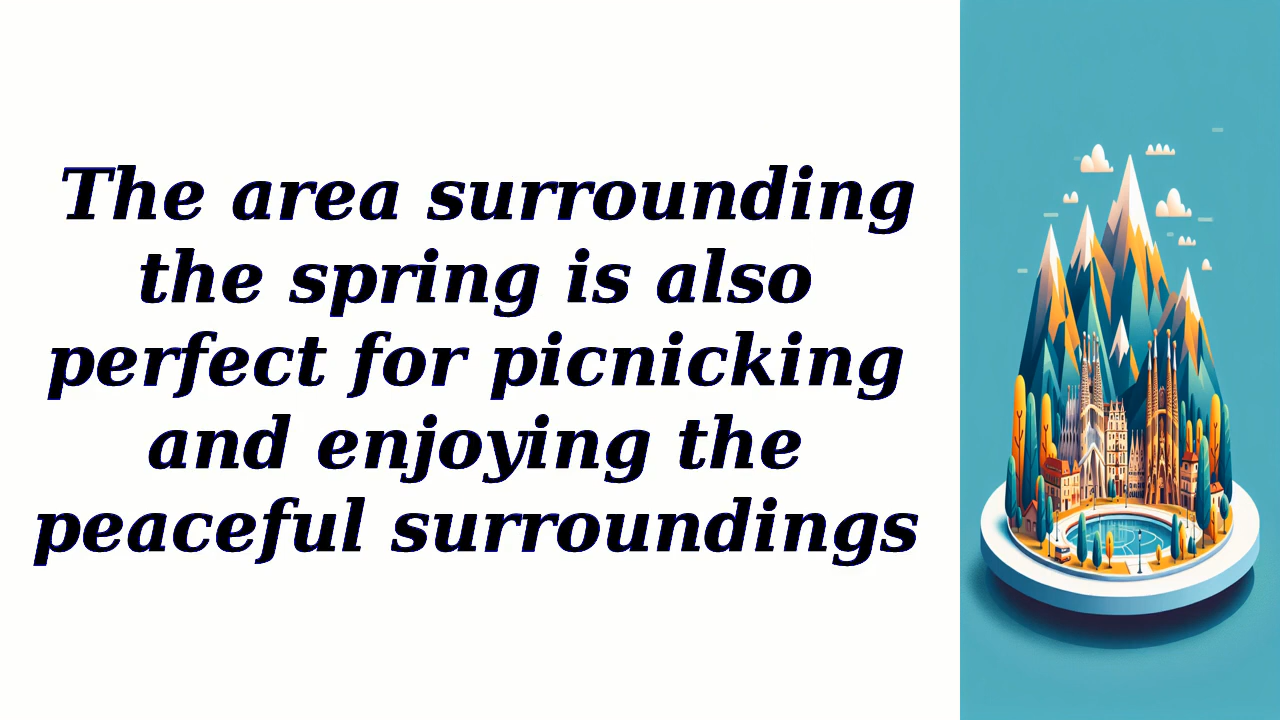 The area surrounding
the spring is also
perfect for picnicking
and enjoying the
peaceful surroundings